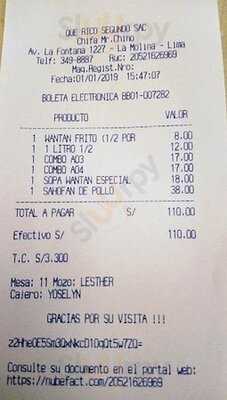 QUE RICO SEGUNDO SAC
Chifa Mr.Chino
Av. La Fontana 1227 - La Molina - Lima
Telf: 349-8887 Ruc: 20521626969
Maq.Regist.Nro:
Fecha:01/01/2019 15:47:07
BOLETA ELECTRONICA BB01-007282
PRODUCTO VALOR
1 WANTAN FRITO (1/2 POR 8.00
1 1 LITRO 1/2 12.00
1 COMBO A03 17.00
1 COMBO A04 17.00
1 SOPA WANTAN ESPECIAL 18.00
1 SAHOFAN DE POLLO 38.00
TOTAL A PAGAR S/ 110.00
Efectivo S/ 110.00
T.C. S/3.300
Mesa: 11 Mozo: LESTHER
Cajero: YOSELYN
GRACIAS POR SU VISITA !!!
Consulte su documento en el portal web:
https://nubefact.com/20521626969